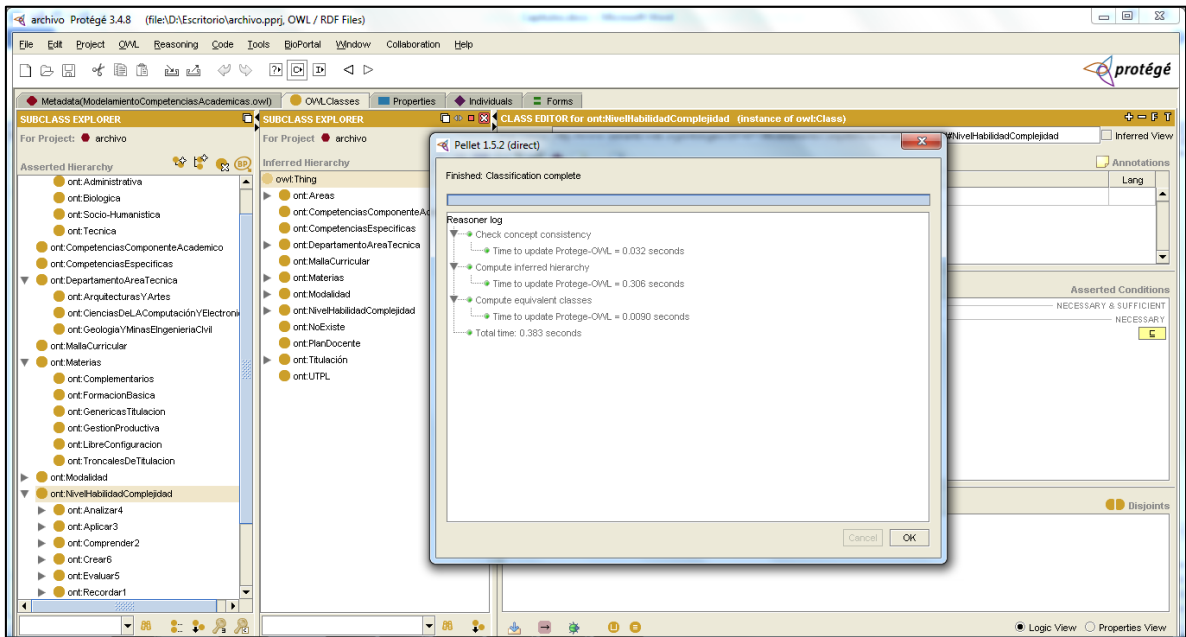 archivo Protégé 3.4.8 (file:\D:\Escritorio\archivo.pprj, OWL / RDF Files)
File Edit Project OWL Reasoning Code Tools BioPortal Window Collaboration Help
protégé
Metadata(ModelamientoCompetenciasAcademicas.owl) OWLClasses Properties Individuals Forms
SUBCLASS EXPLORER
For Project: archivo
Asserted Hierarchy
ont:Administrativa
ont:Biologica
ont:Socio-Humanistica
ont:Tecnica
ont:CompetenciasComponenteAcademico
ont:CompetenciasEspecificas
ont:DepartamentoAreaTecnica
ont:ArquitecturasYArtes
ont:CienciasDeLAComputaciónYElectroni
ont:GeologiaYMinasEIngenieriaCivil
ont:MallaCurricular
ont:Materias
ont:Complementarios
ont:FormacionBasica
ont:GenericasTitulacion
ont:GestionProductiva
ont:LibreConfiguracion
ont:TroncalesDeTitulacion
ont:Modalidad
ont:NivelHabilidadComplejidad
ont:Analizar4
ont:Aplicar3
ont:Comprender2
ont:Crear6
ont:Evaluar5
ont:Recordar1
SUBCLASS EXPLORER
For Project: archivo
Inferred Hierarchy
owl:Thing
ont:Areas
ont:CompetenciasComponenteAc
ont:CompetenciasEspecificas
ont:DepartamentoAreaTecnica
ont:MallaCurricular
ont:Materias
ont:Modalidad
ont:NivelHabilidadComplejidad
ont:NoExiste
ont:PlanDocente
ont:Titulación
ont:UTPL
CLASS EDITOR for ont:NivelHabilidadComplejidad (instance of owl:Class)
#NivelHabilidadComplejidad Inferred View
Annotations
Lang
Asserted Conditions
NECESSARY & SUFFICIENT
NECESSARY
Disjoints
Logic View Properties View
Pellet 1.5.2 (direct)
Finished: Classification complete
Reasoner log
Check concept consistency
Time to update Protege-OWL = 0.032 seconds
Compute inferred hierarchy
Time to update Protege-OWL = 0.306 seconds
Compute equivalent classes
Time to update Protege-OWL = 0.0090 seconds
Total time: 0.383 seconds
Cancel OK